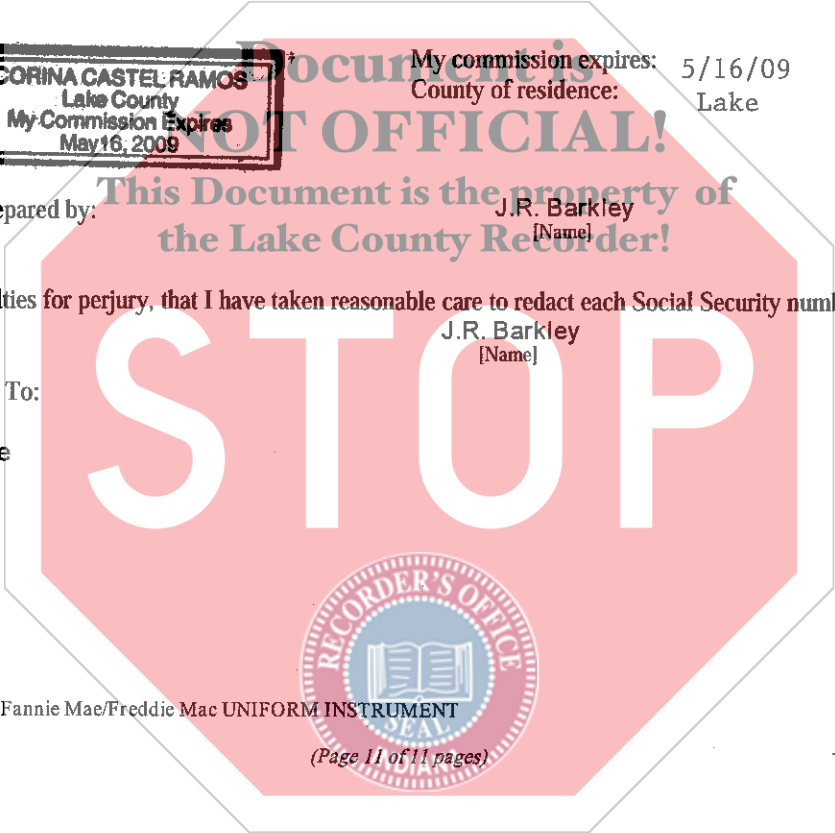 Document is
NOT OFFICIAL!
This Document is the property of
the Lake County Recorder!
CORINA CASTEL RAMOS
Lake County
My Commission Expires
May 16, 2009
My commission expires: 5/16/09
County of residence: Lake
epared by: J.R. Barkley
[Name]
lties for perjury, that I have taken reasonable care to redact each Social Security numb
J.R. Barkley
[Name]
To:
e
STOP
RECORDER'S OFFICE
SEAL
INDIANA
Fannie Mae/Freddie Mac UNIFORM INSTRUMENT
(Page 11 of 11 pages)